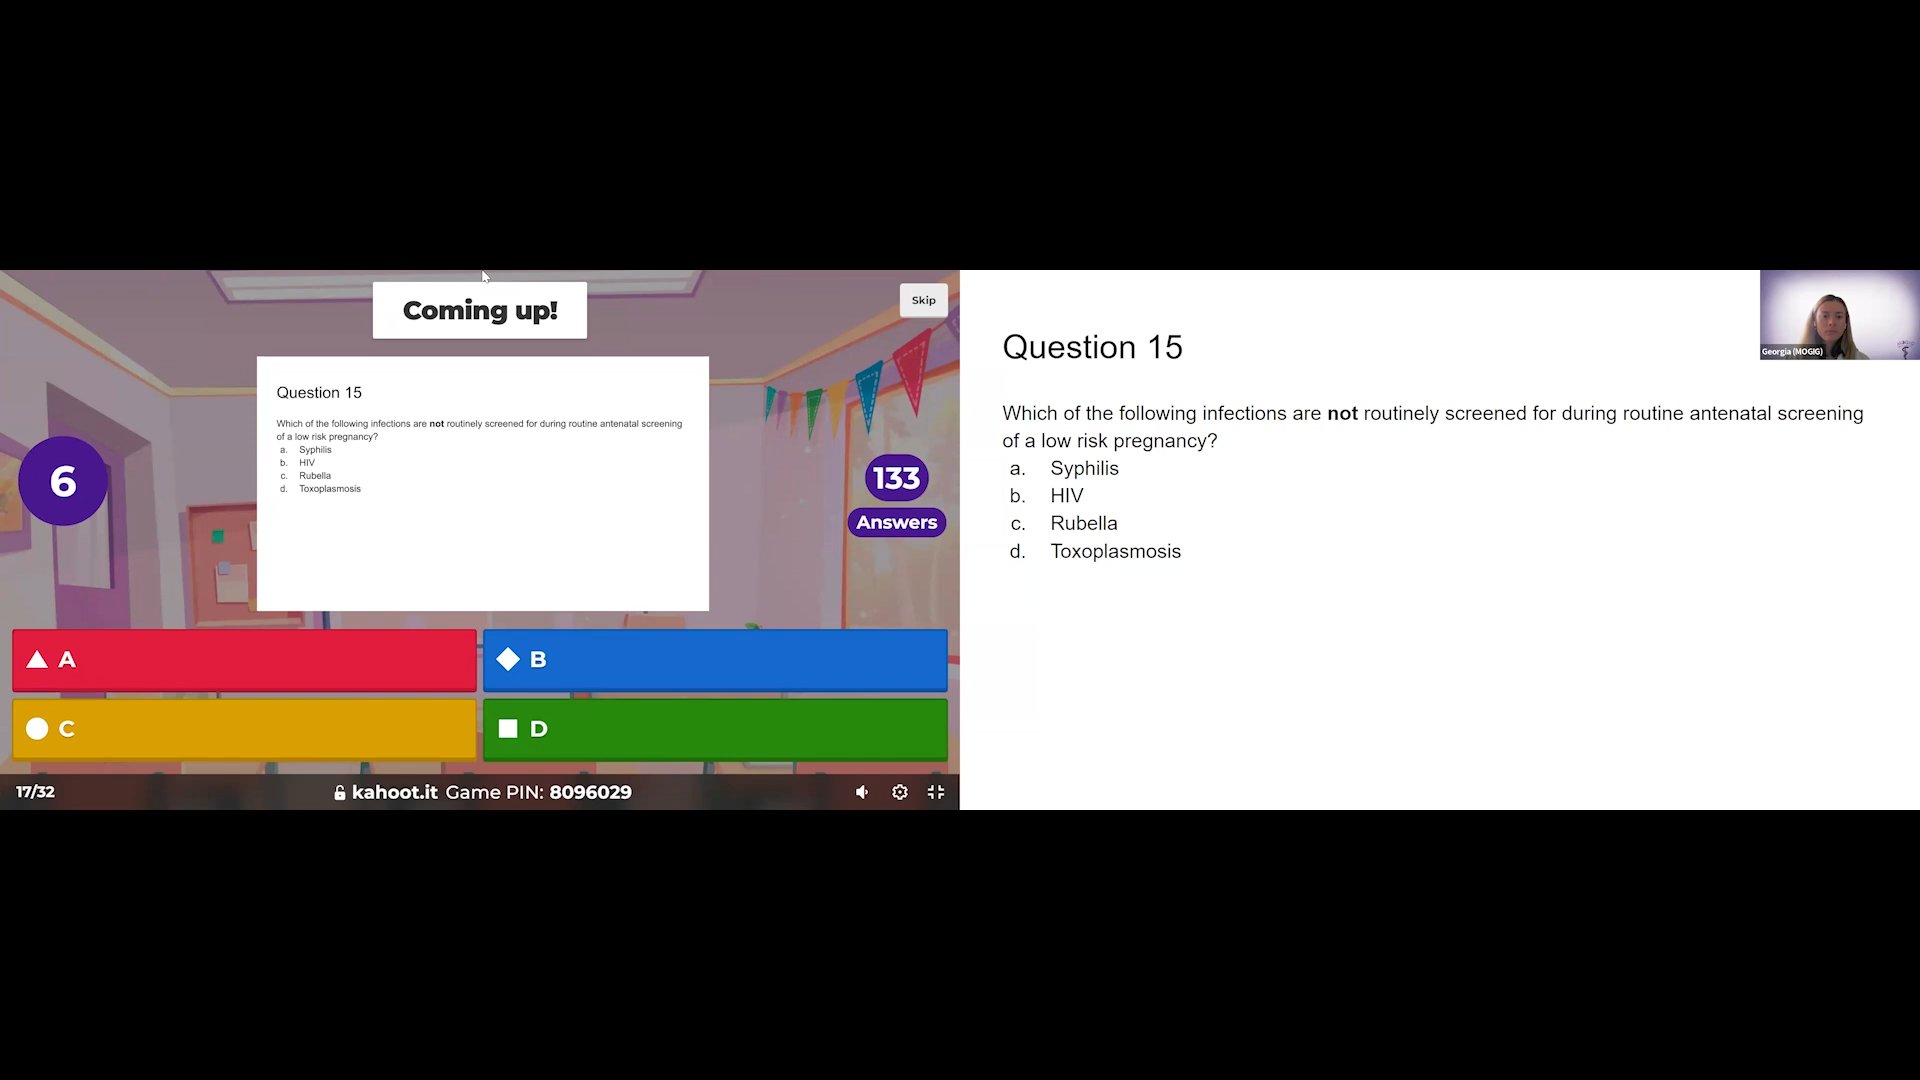 Coming up!
Skip
Question 15
Which of the following infections are not routinely screened for during routine antenatal screening
of a low risk pregnancy?
a. Syphilis
b. HIV
c. Rubella
d. Toxoplasmosis
6
133
Answers
A
B
C
D
17/32
kahoot.it Game PIN: 8096029
Question 15
Which of the following infections are not routinely screened for during routine antenatal screening
of a low risk pregnancy?
a. Syphilis
b. HIV
c. Rubella
d. Toxoplasmosis
Georgia (MOGIG)